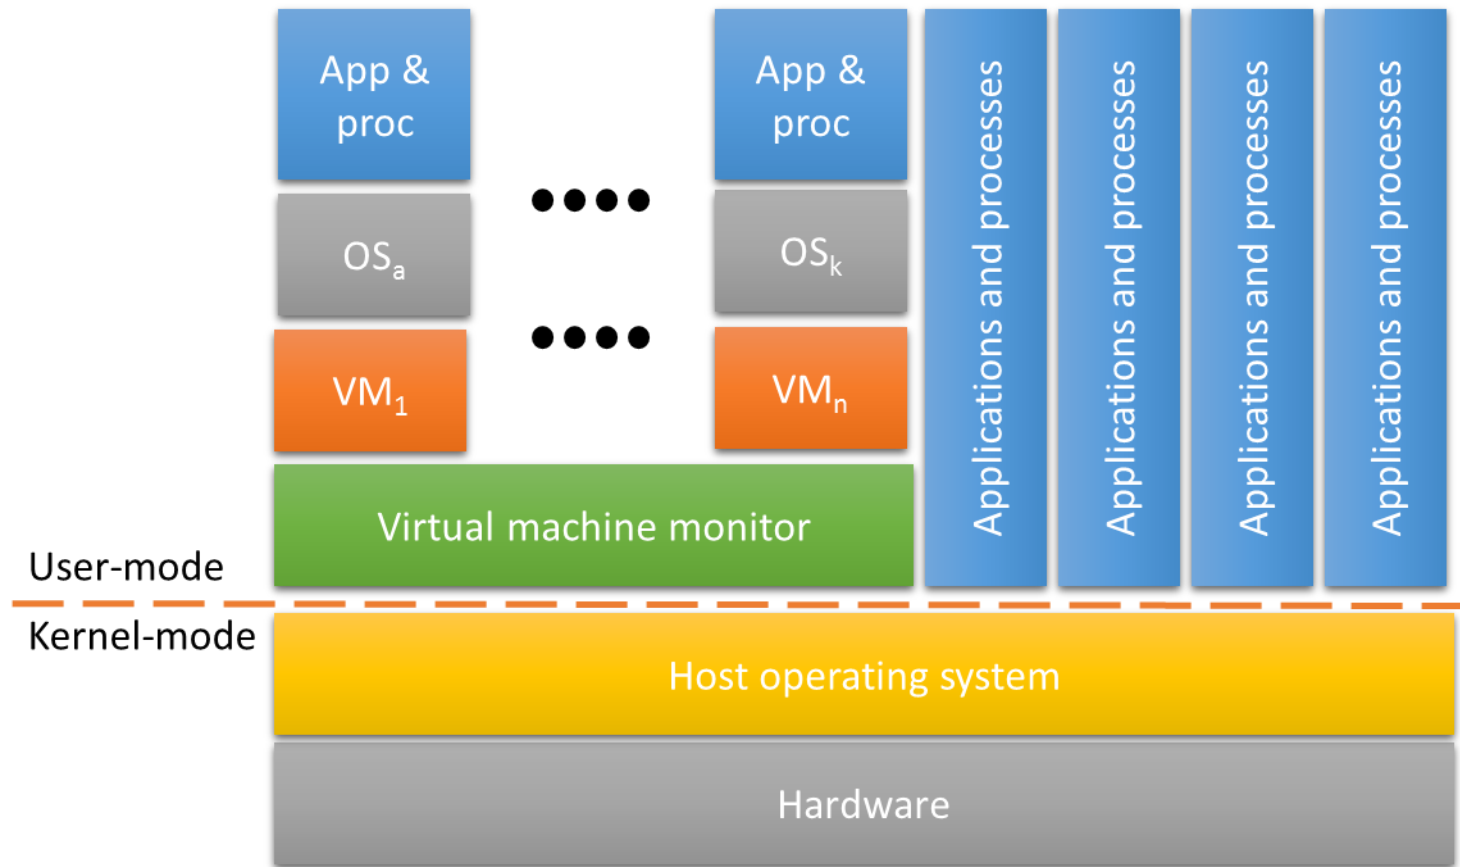 App &
proc
App &
proc
OSₐ
OSₖ
VM₁
VMₙ
Applications and processes
Applications and processes
Applications and processes
Applications and processes
Virtual machine monitor
User-mode
Kernel-mode
Host operating system
Hardware